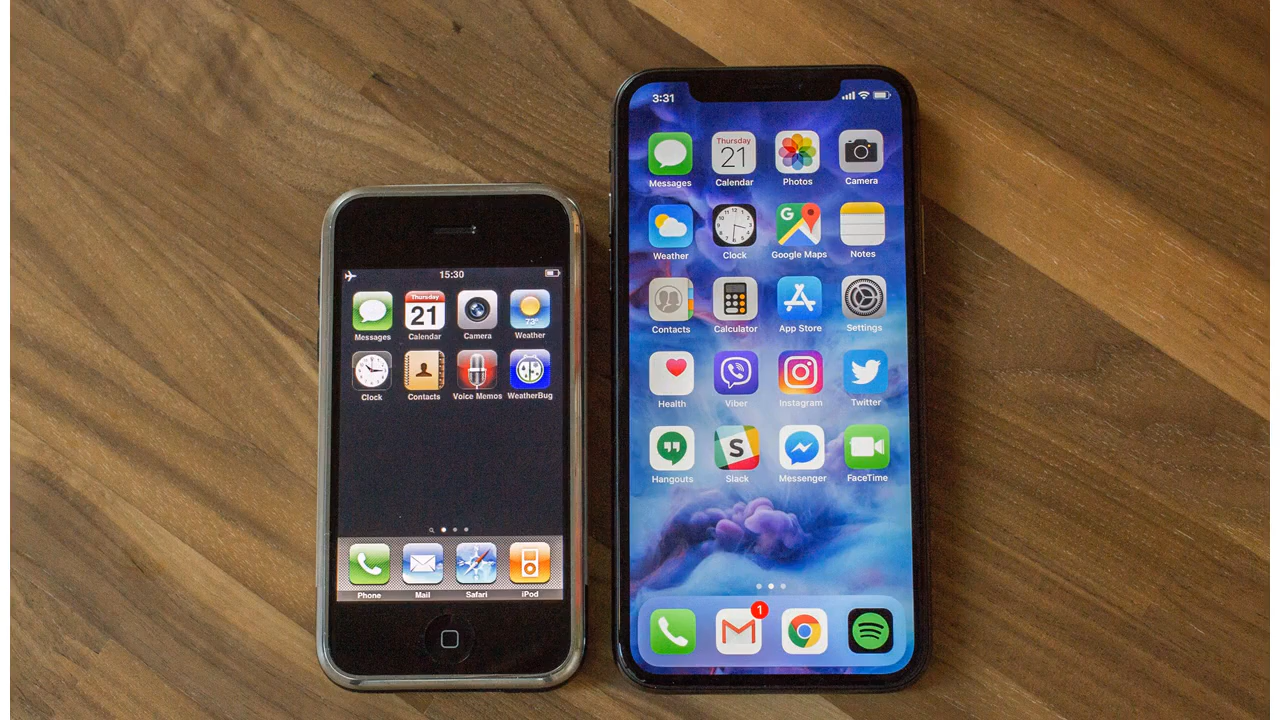 15:30
Thursday
21
73°
Messages Calendar Camera Weather
Clock Contacts Voice Memos WeatherBug
Phone Mail Safari iPod
3:31
Thursday
21
Messages Calendar Photos Camera
G
Weather Clock Google Maps Notes
Contacts Calculator App Store Settings
Health Viber Instagram Twitter
S
Hangouts Slack Messenger FaceTime
1